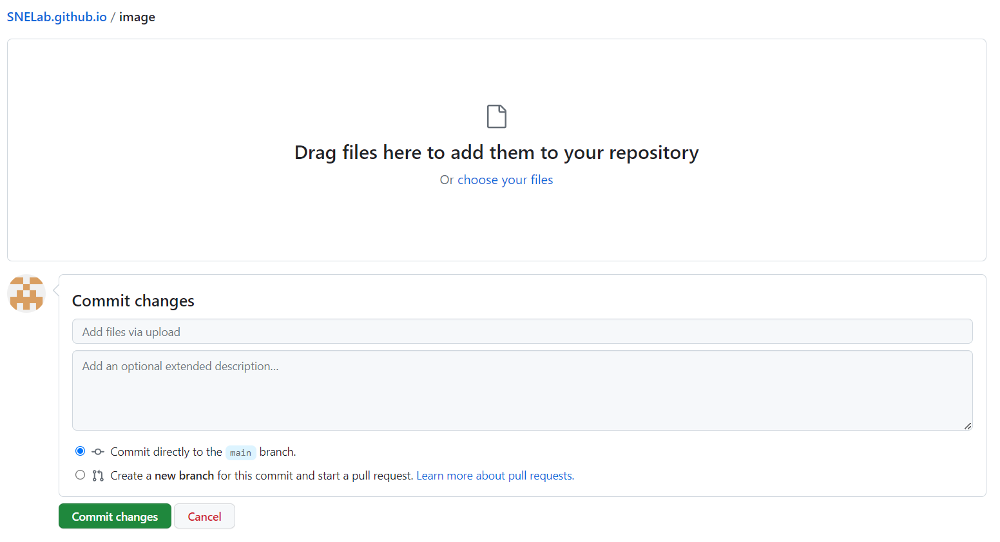 SNELab.github.io / image
Drag files here to add them to your repository
Or choose your files
Commit changes
Add files via upload
Add an optional extended description...
Commit directly to the main branch.
Create a new branch for this commit and start a pull request. Learn more about pull requests.
Commit changes Cancel